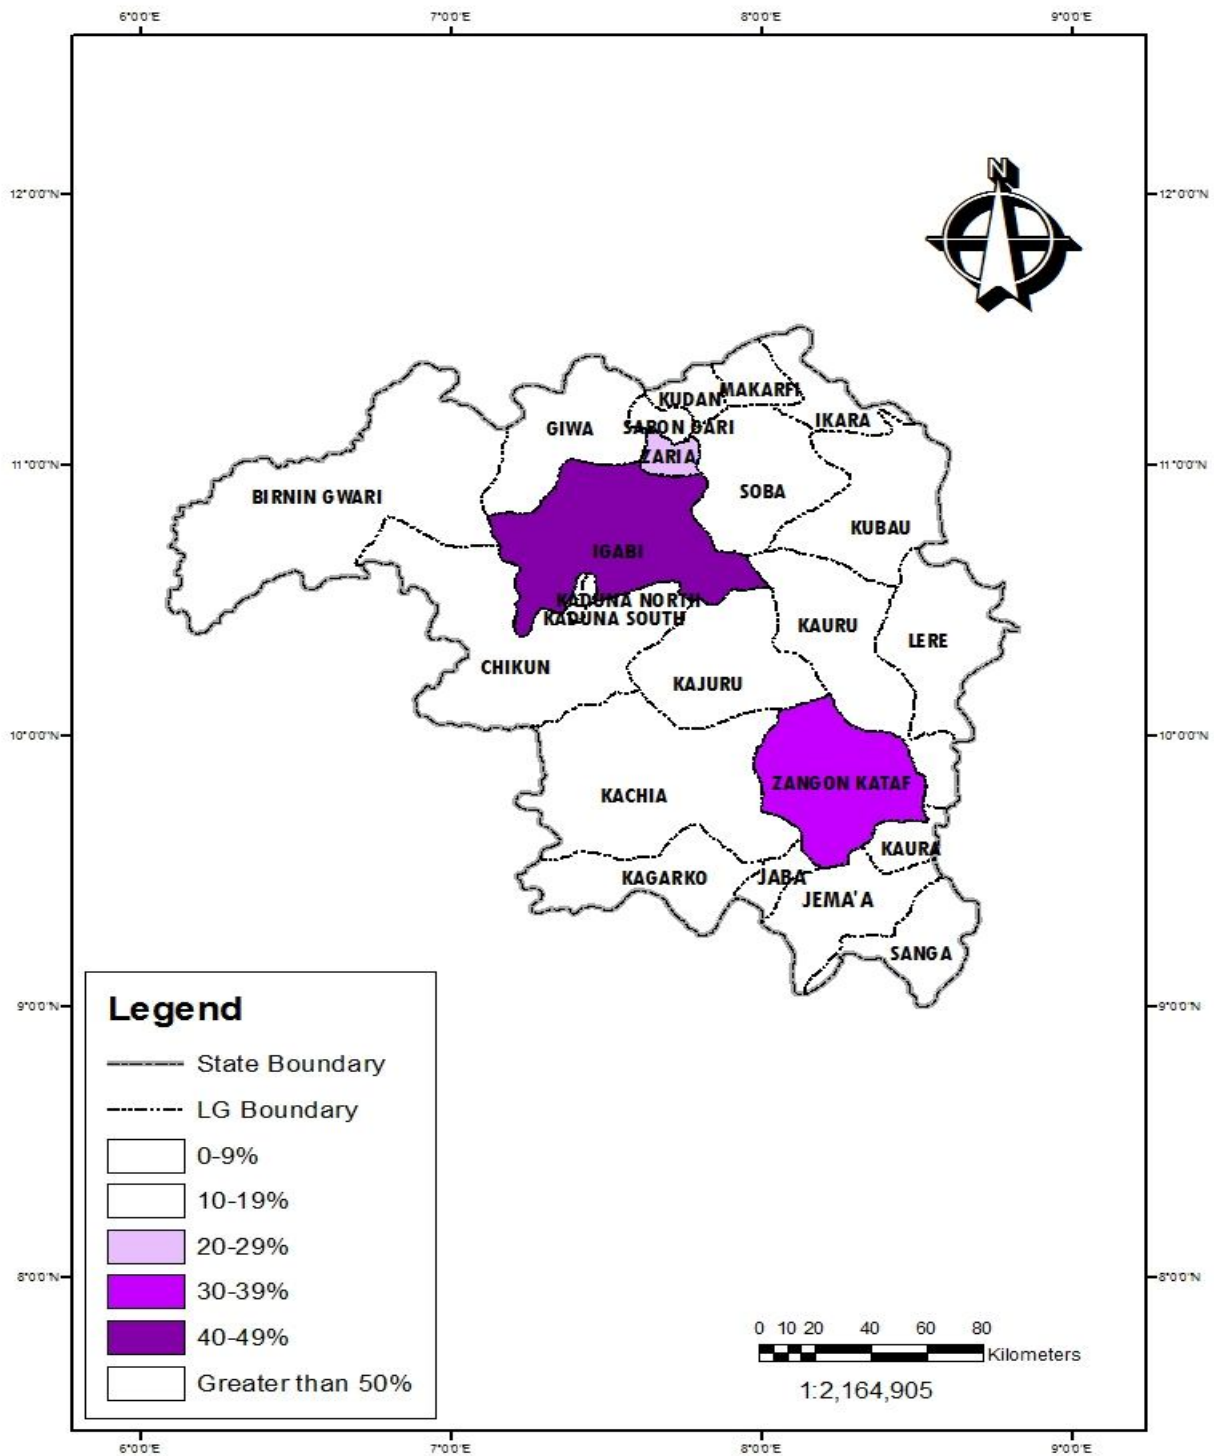 6°0'0"E 7°0'0"E 8°0'0"E 9°0'0"E
N
12°0'0"N 12°0'0"N
MAKARFI
KUDAN
IKARA
GIWA SABON GARI
ZARIA
11°0'0"N 11°0'0"N
BIRNIN GWARI SOBA
KUBAU
IGABI
KADUNA NORTH
KADUNA SOUTH KAURU
LERE
CHIKUN
KAJURU
10°0'0"N 10°0'0"N
ZANGON KATAF
KACHIA
KAURA
KAGARKO JABA
JEMA'A
SANGA
9°0'0"N 9°0'0"N
Legend
State Boundary
LG Boundary
0-9%
10-19%
20-29%
30-39%
40-49%
Greater than 50%
8°0'0"N 8°0'0"N
0 10 20 40 60 80
Kilometers
1:2,164,905
6°0'0"E 7°0'0"E 8°0'0"E 9°0'0"E